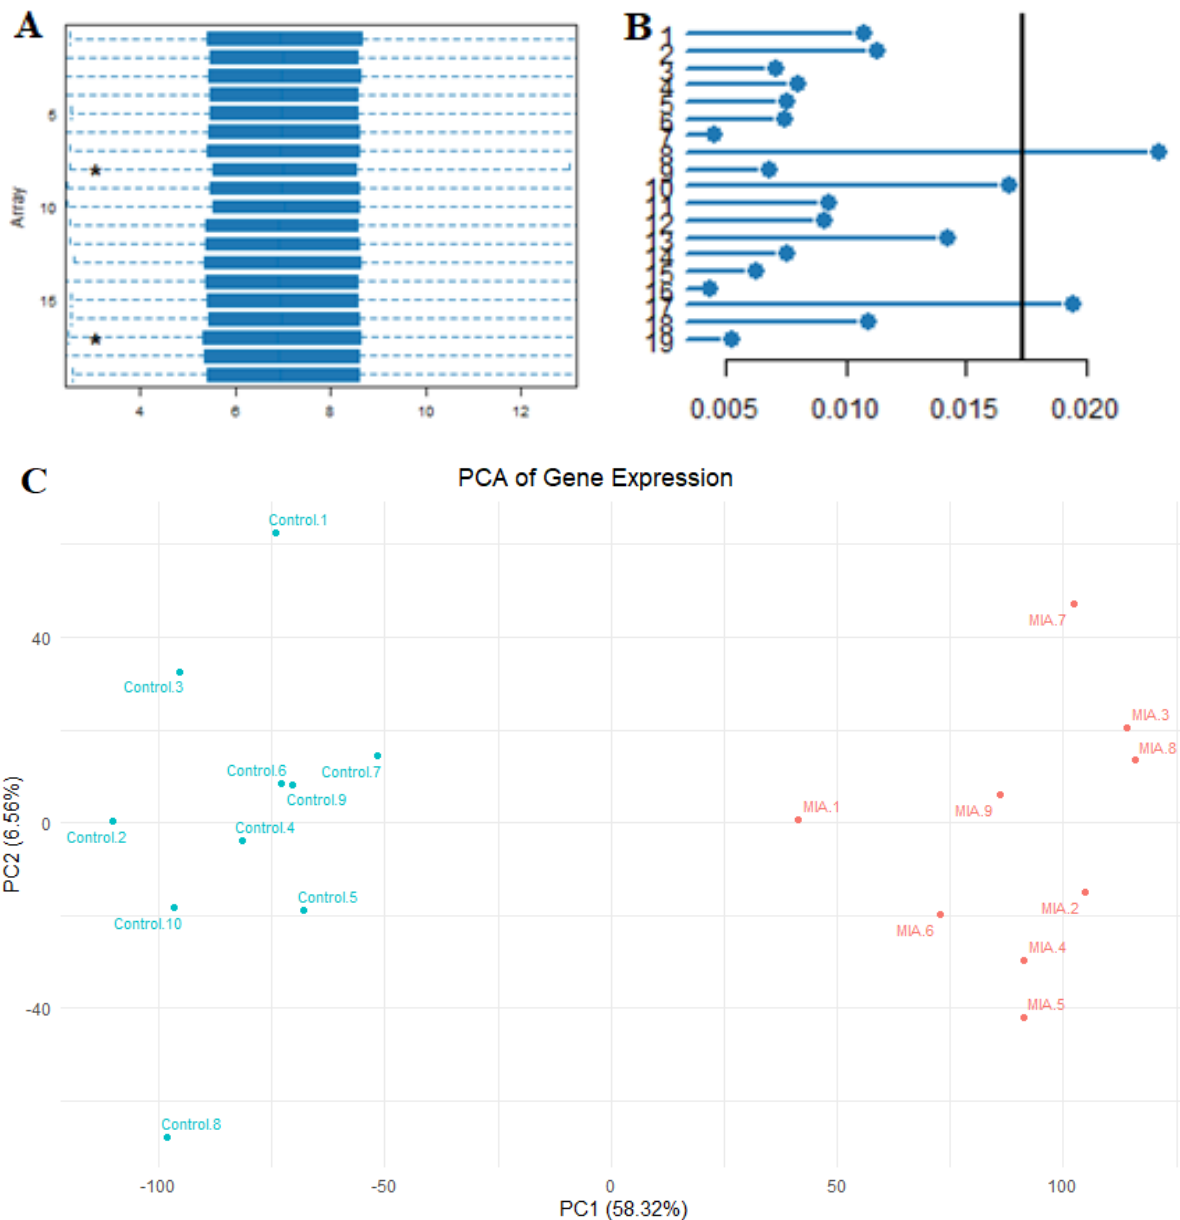 A
Array
5
10
15
*
*
4
6
8
10
12
B
1
2
3
4
5
6
7
8
9
10
11
12
13
14
15
16
17
18
19
0.005
0.010
0.015
0.020
C
PCA of Gene Expression
Control.1
MIA.7
Control.3
MIA.3
MIA.8
Control.6
Control.7
Control.9
MIA.9
MIA.1
Control.2
Control.4
Control.5
Control.10
MIA.2
MIA.6
MIA.4
MIA.5
Control.8
40
0
-40
PC2 (6.56%)
-100
-50
0
50
100
PC1 (58.32%)